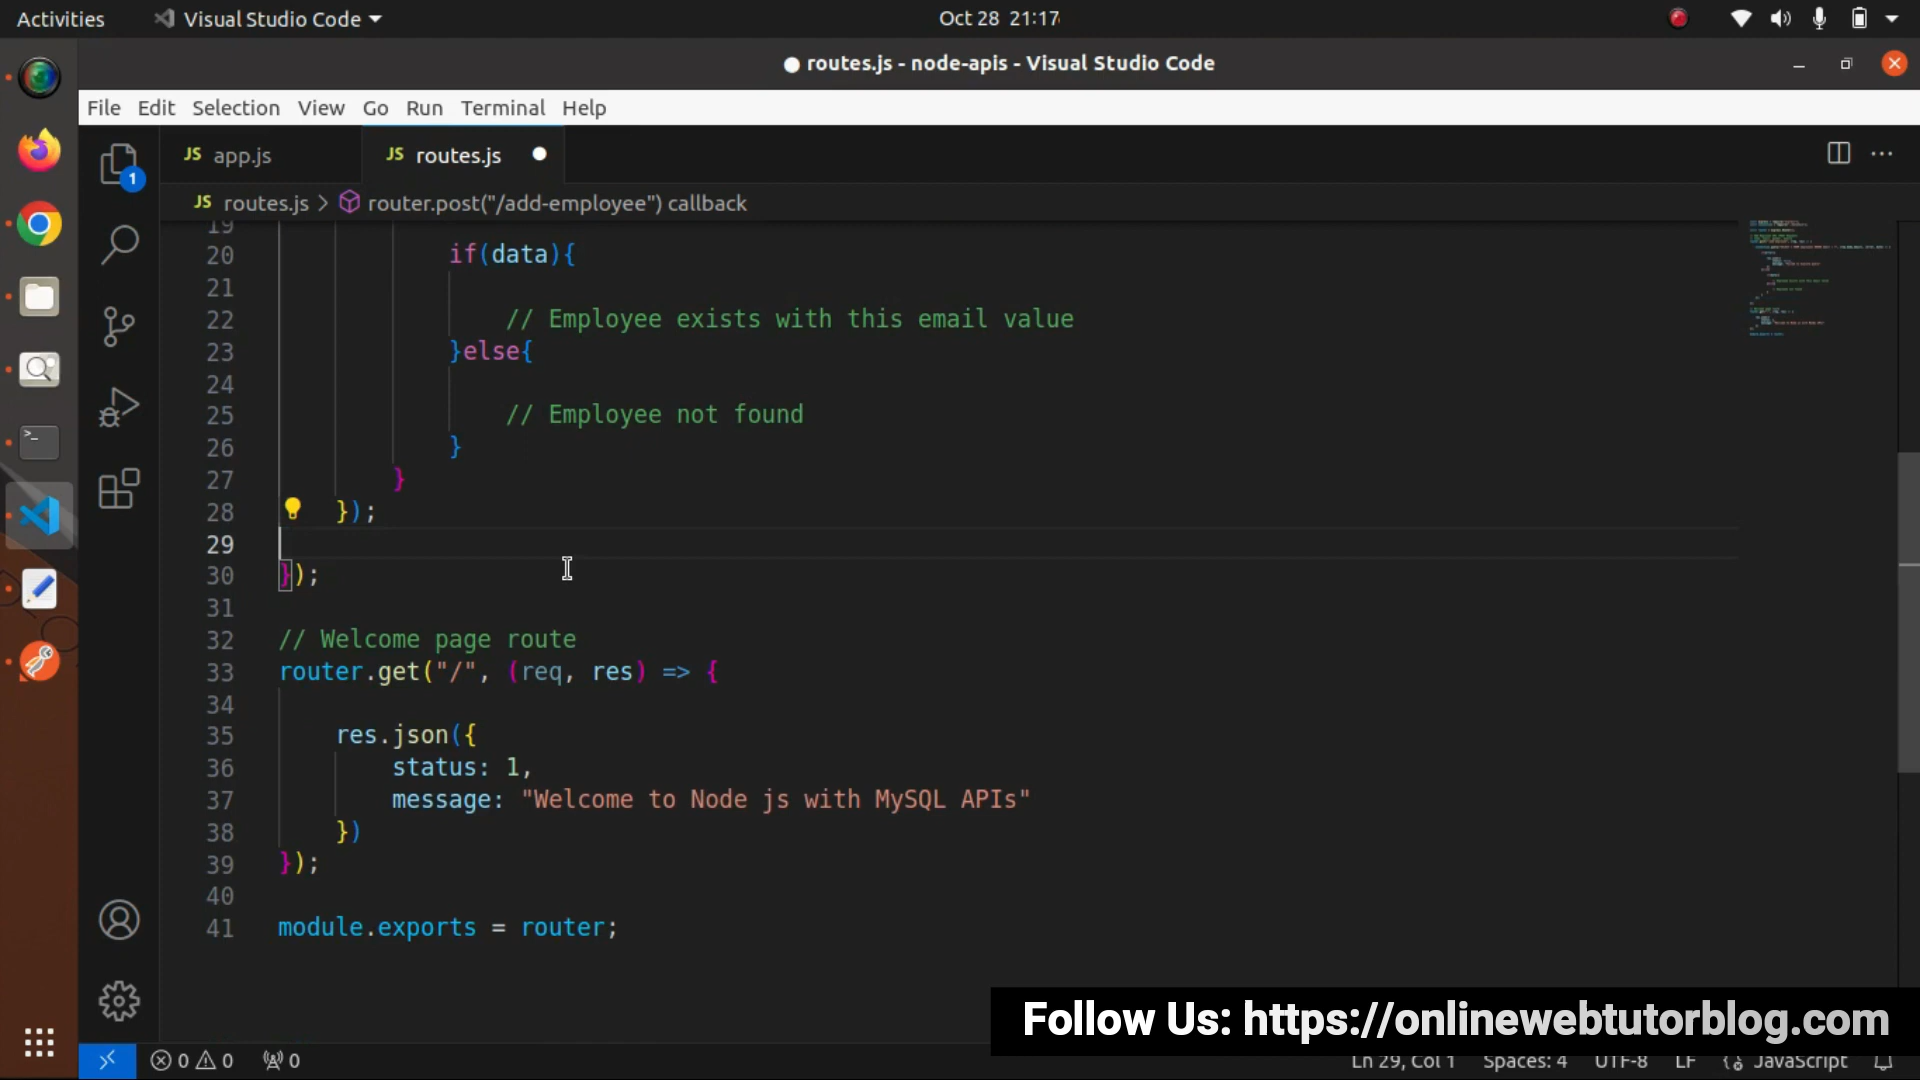 Activities
Visual Studio Code
Oct 28 21:17
routes.js - node-apis - Visual Studio Code
File Edit Selection View Go Run Terminal Help
JS app.js
JS routes.js
1
JS routes.js > router.post("/add-employee") callback
19
20 if(data){
21
22 // Employee exists with this email value
23 }else{
24
25 // Employee not found
26 }
27 }
28 });
29
30 });
31
32 // Welcome page route
33 router.get("/", (req, res) => {
34
35 res.json({
36 status: 1,
37 message: "Welcome to Node js with MySQL APIs"
38 })
39 });
40
41 module.exports = router;
Follow Us: https://onlinewebtutorblog.com
0 0 0
Ln 29, Col 1 Spaces: 4 UTF-8 LF JavaScript